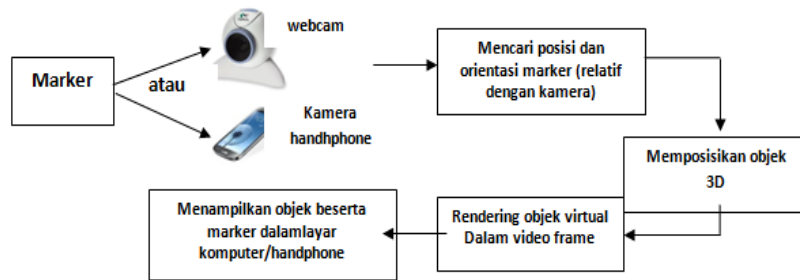 webcam
Marker
atau
Kamera
handhphone
Mencari posisi dan
orientasi marker (relatif
dengan kamera)
Memposisikan objek
3D
Rendering objek virtual
Dalam video frame
Menampilkan objek beserta
marker dalamlayar
komputer/handphone